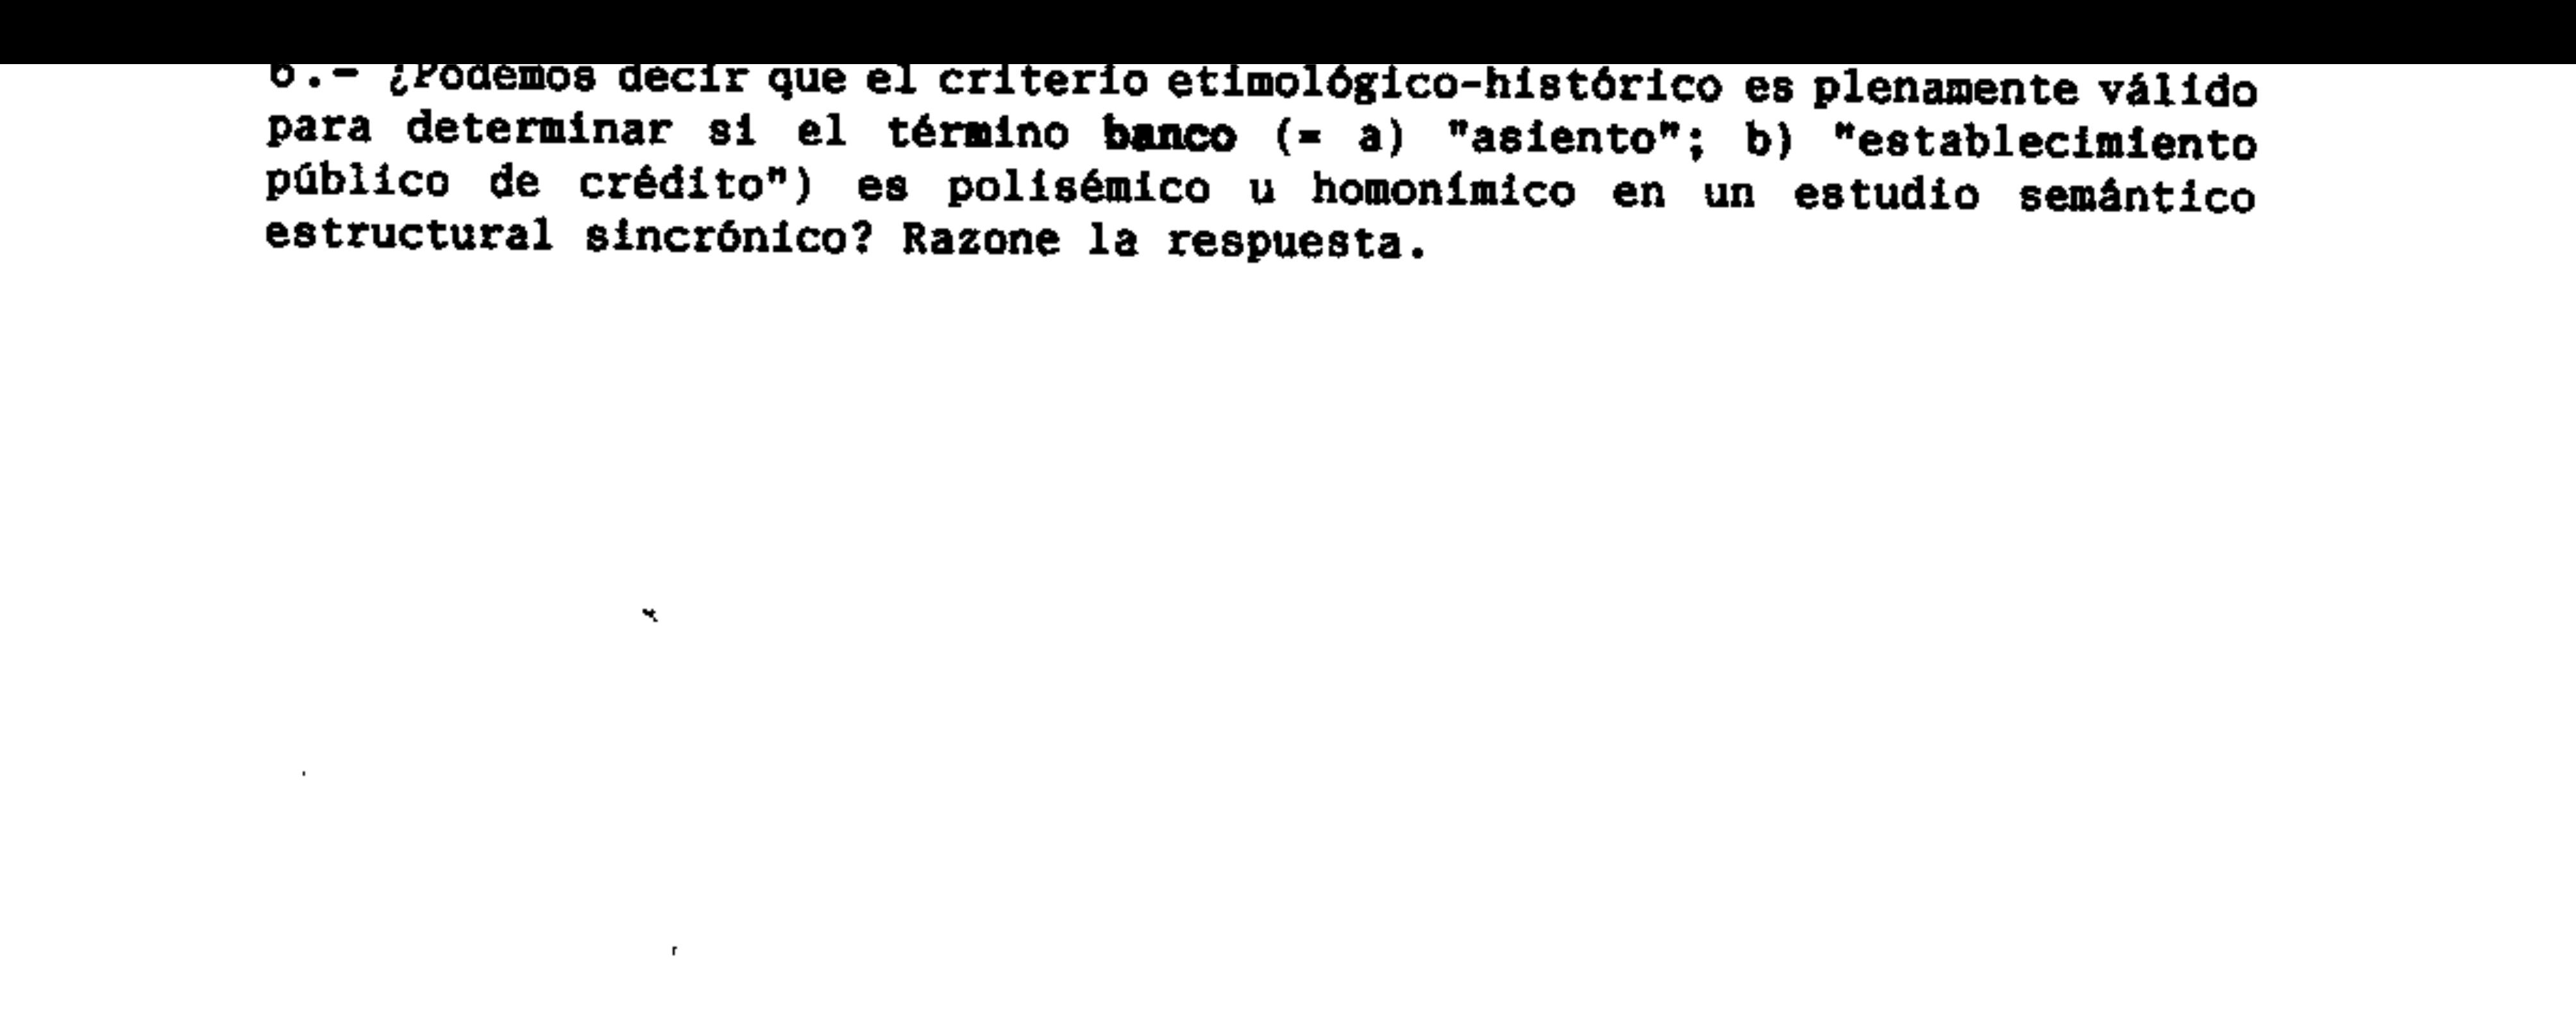 6.- ¿Podemos decir que el criterio etimológico-histórico es plenamente válido
para determinar si el término banco (= a) "asiento"; b) "establecimiento
público de crédito") es polisémico u homonímico en un estudio semántico
estructural sincrónico? Razone la respuesta.